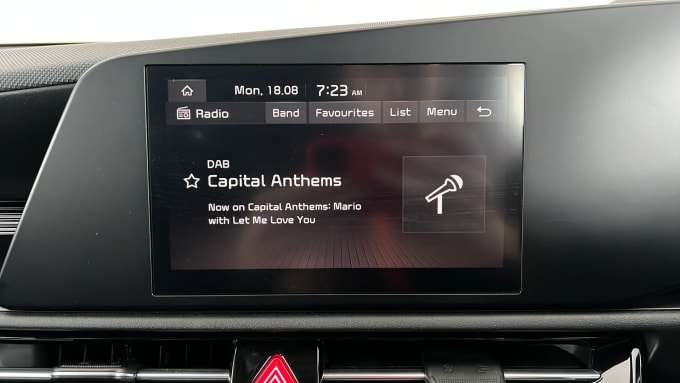 Mon, 18.08 7:23 AM
Radio Band Favourites List Menu
DAB
Capital Anthems
Now on Capital Anthems: Mario
with Let Me Love You